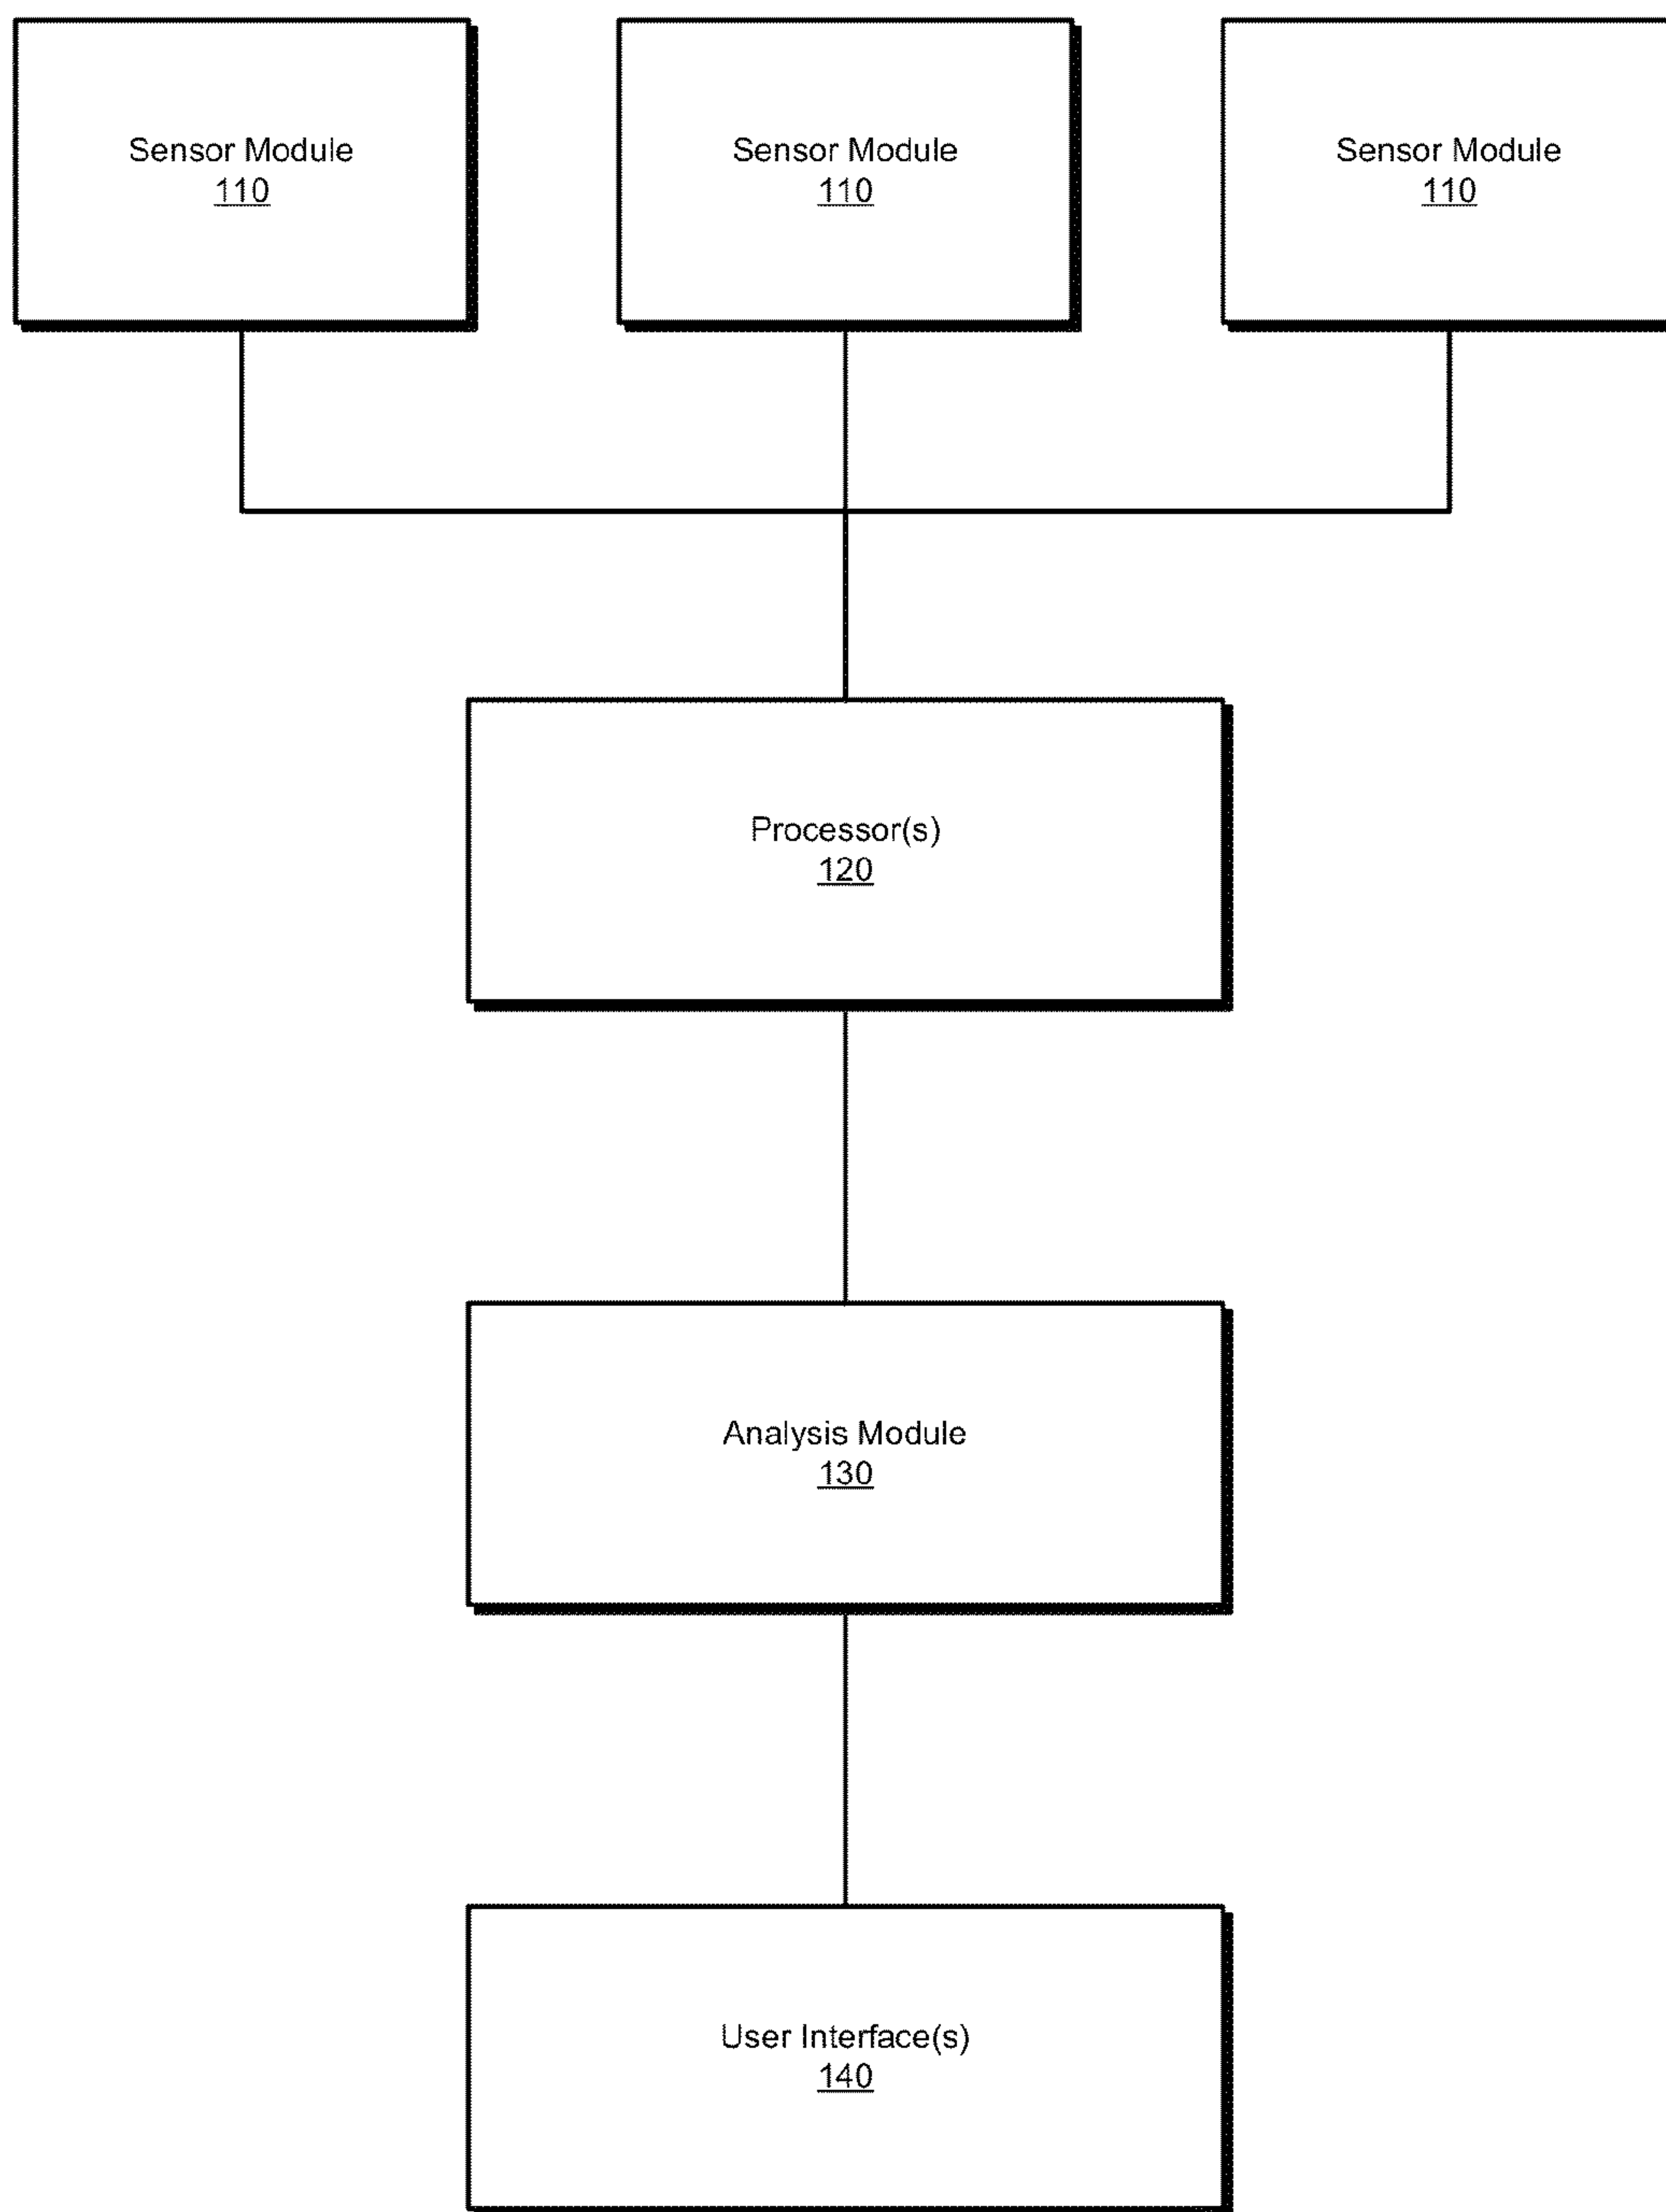 Sensor Module
110
Sensor Module
110
Sensor Module
110
Processor(s)
120
Analysis Module
130
User Interface(s)
140